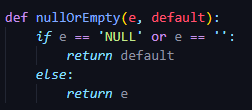 def nullOrEmpty(e, default):
    if e == 'NULL' or e == '':
        return default
    else:
        return e